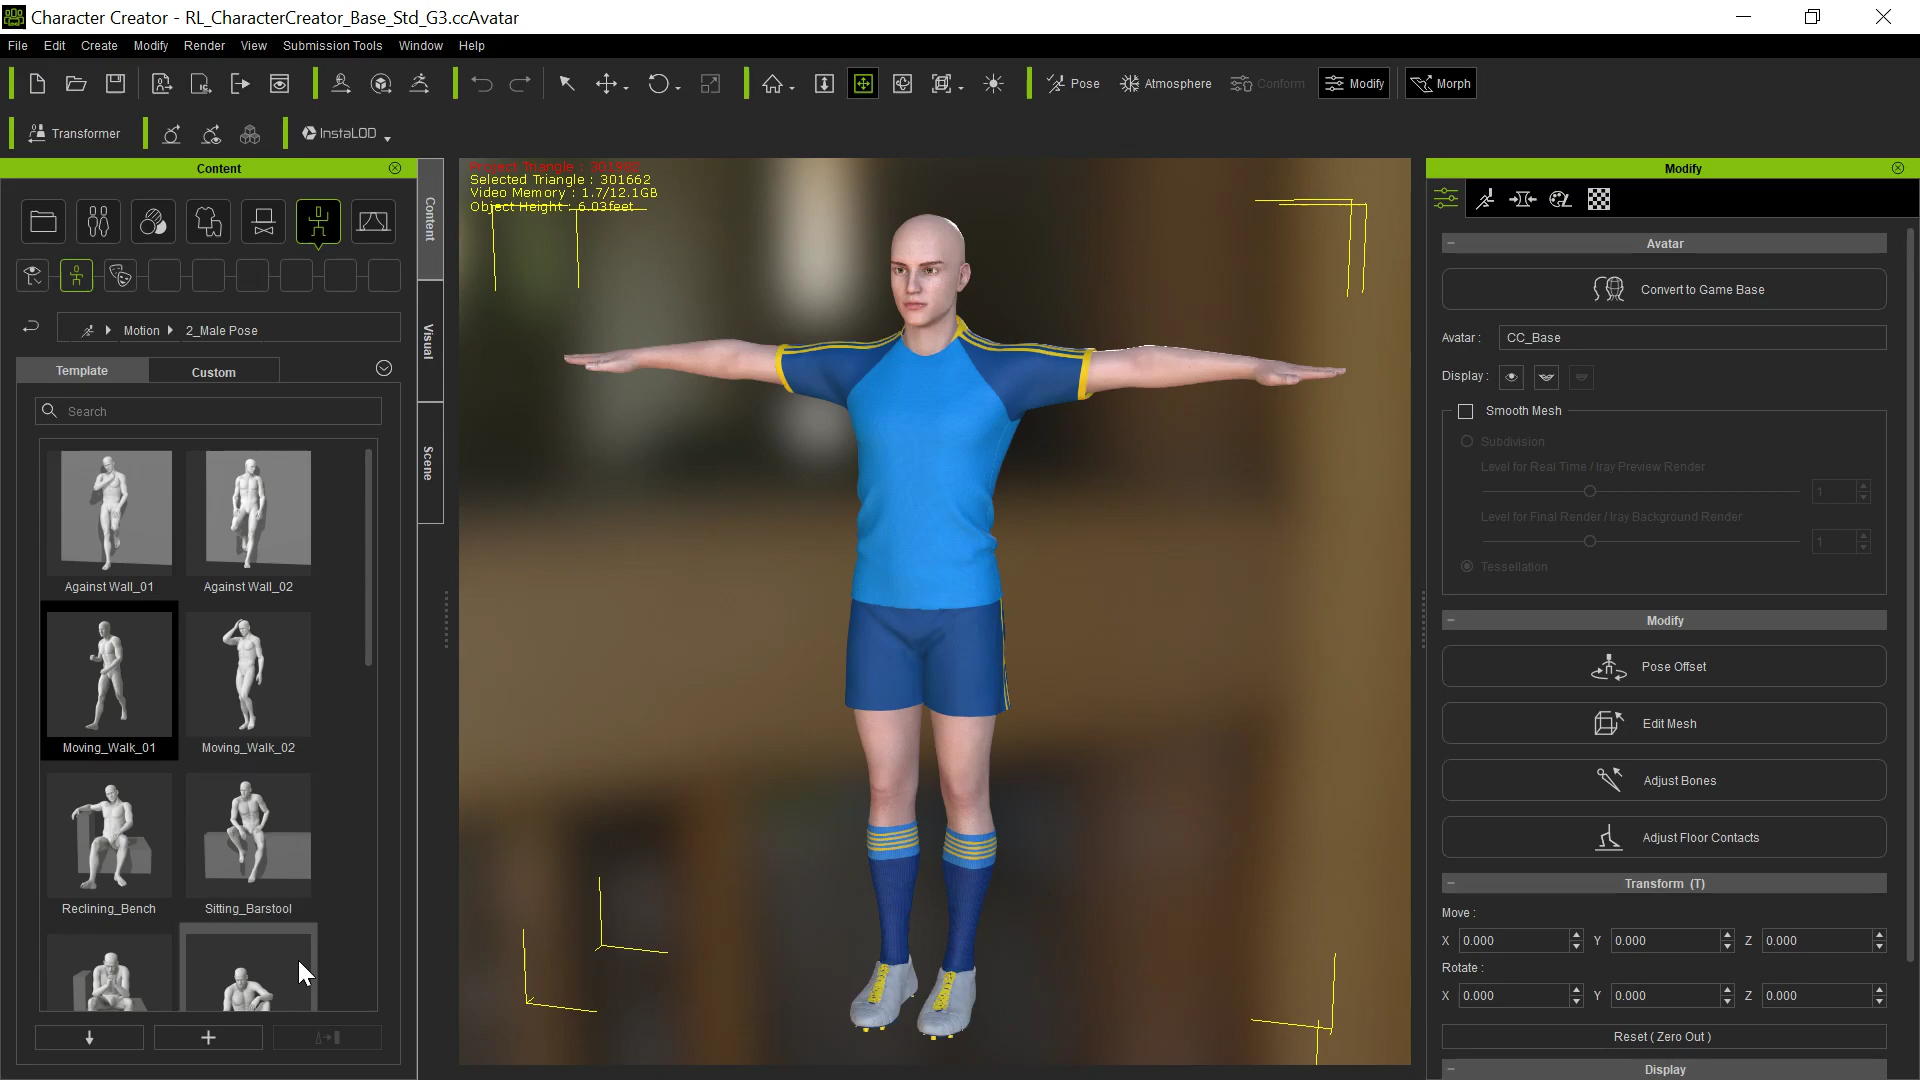 Character Creator - RL_CharacterCreator_Base_Std_G3.ccAvatar
File Edit Create Modify Render View Submission Tools Window Help
Pose Atmosphere Conform Modify Morph
Transformer InstaLOD
Content
Motion 2_Male Pose
Template Custom
Search
Against Wall_01 Against Wall_02
Moving_Walk_01 Moving_Walk_02
Reclining_Bench Sitting_Barstool
Content
Visual
Scene
Project Triangle : 301992
Selected Triangle : 301662
Video Memory : 1.7/12.1GB
Object Height : 6.03feet
Modify
Avatar
Convert to Game Base
Avatar : CC_Base
Display :
Smooth Mesh
Subdivision
Level for Real Time / Iray Preview Render
1
Level for Final Render / Iray Background Render
1
Tessellation
Modify
Pose Offset
Edit Mesh
Adjust Bones
Adjust Floor Contacts
Transform (T)
Move :
X 0.000 Y 0.000 Z 0.000
Rotate :
X 0.000 Y 0.000 Z 0.000
Reset ( Zero Out )
Display